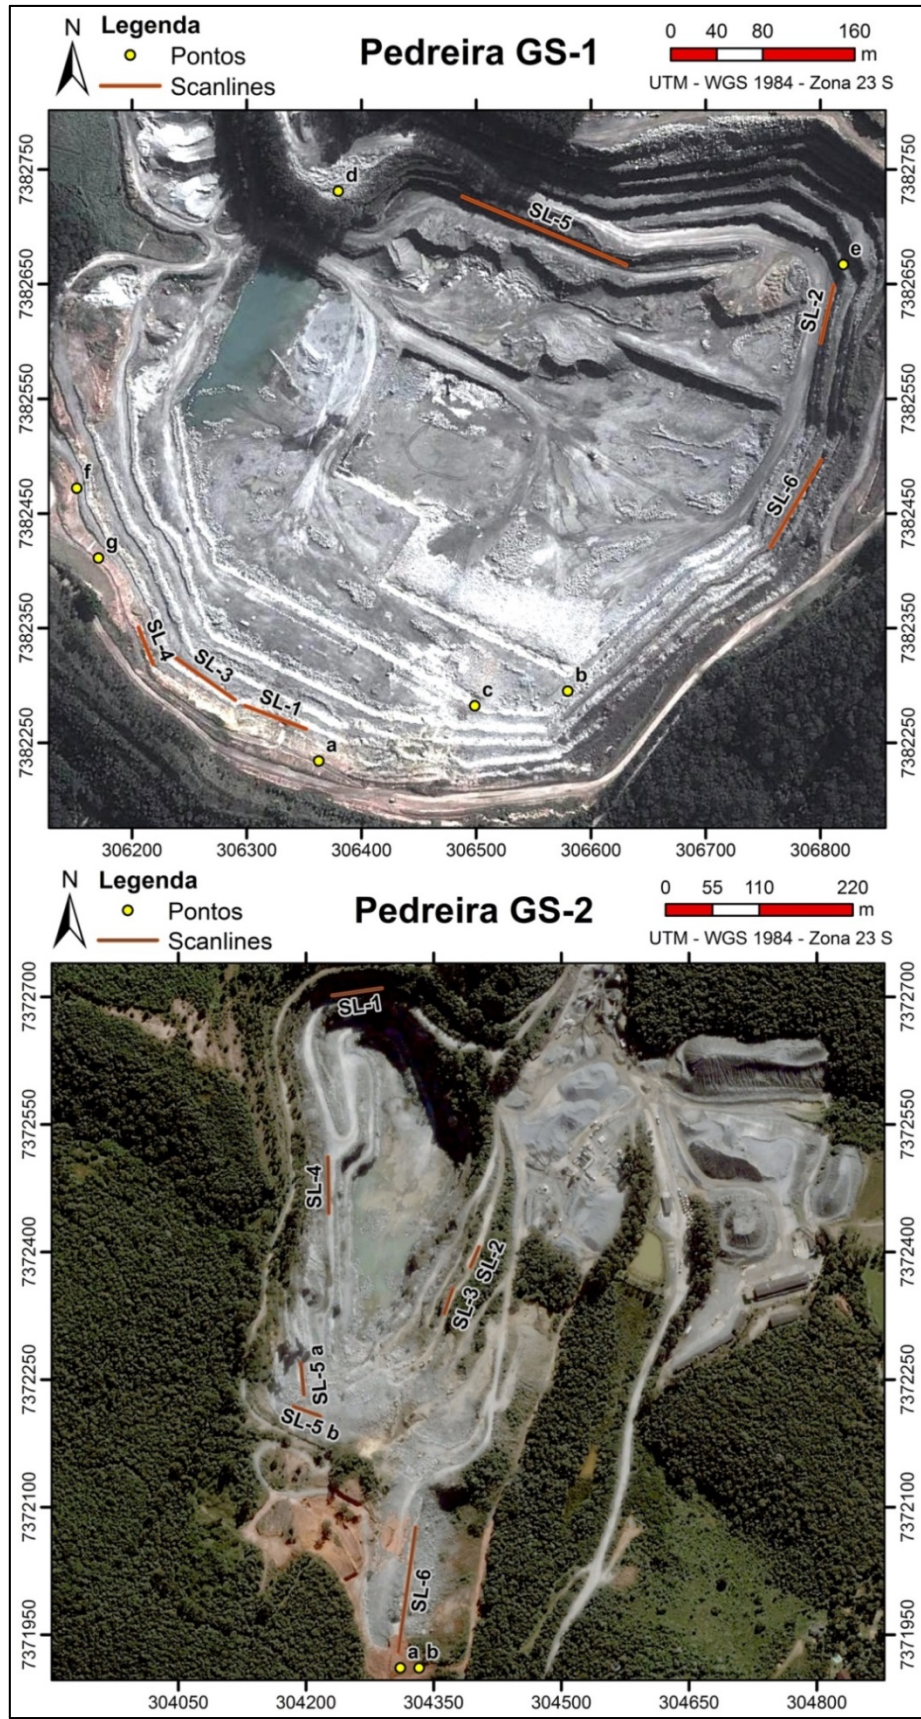 N
Legenda
Pontos
Scanlines
Pedreira GS-1
0 40 80 160
m
UTM - WGS 1984 - Zona 23 S
7382750
7382650
7382550
7382450
7382350
7382250
d
SL-5
e
SL-2
f
SL-6
g
SL-4
SL-3
SL-1
a
b
c
306200 306300 306400 306500 306600 306700 306800
N
Legenda
Pontos
Scanlines
Pedreira GS-2
0 55 110 220
m
UTM - WGS 1984 - Zona 23 S
7372700
7372550
7372400
7372250
7372100
7371950
SL-1
SL-4
SL-2
SL-3
SL-5 a
SL-5 b
SL-6
a b
304050 304200 304350 304500 304650 304800